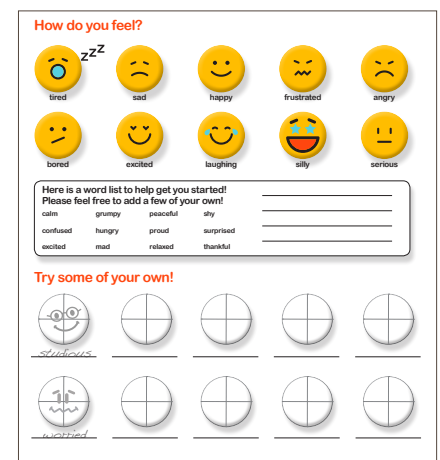 How do you feel?
zzZ
tired sad happy frustrated angry
bored excited laughing silly serious
Here is a word list to help get you started!
Please feel free to add a few of your own!
calm grumpy peaceful shy
confused hungry proud surprised
excited mad relaxed thankful
Try some of your own!
studious
worried